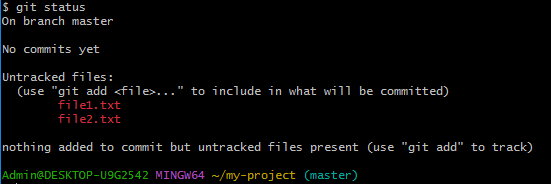 $ git status
On branch master

No commits yet

Untracked files:
  (use "git add <file>..." to include in what will be committed)
        file1.txt
        file2.txt

nothing added to commit but untracked files present (use "git add" to track)

Admin@DESKTOP-U9G2542 MINGW64 ~/my-project (master)